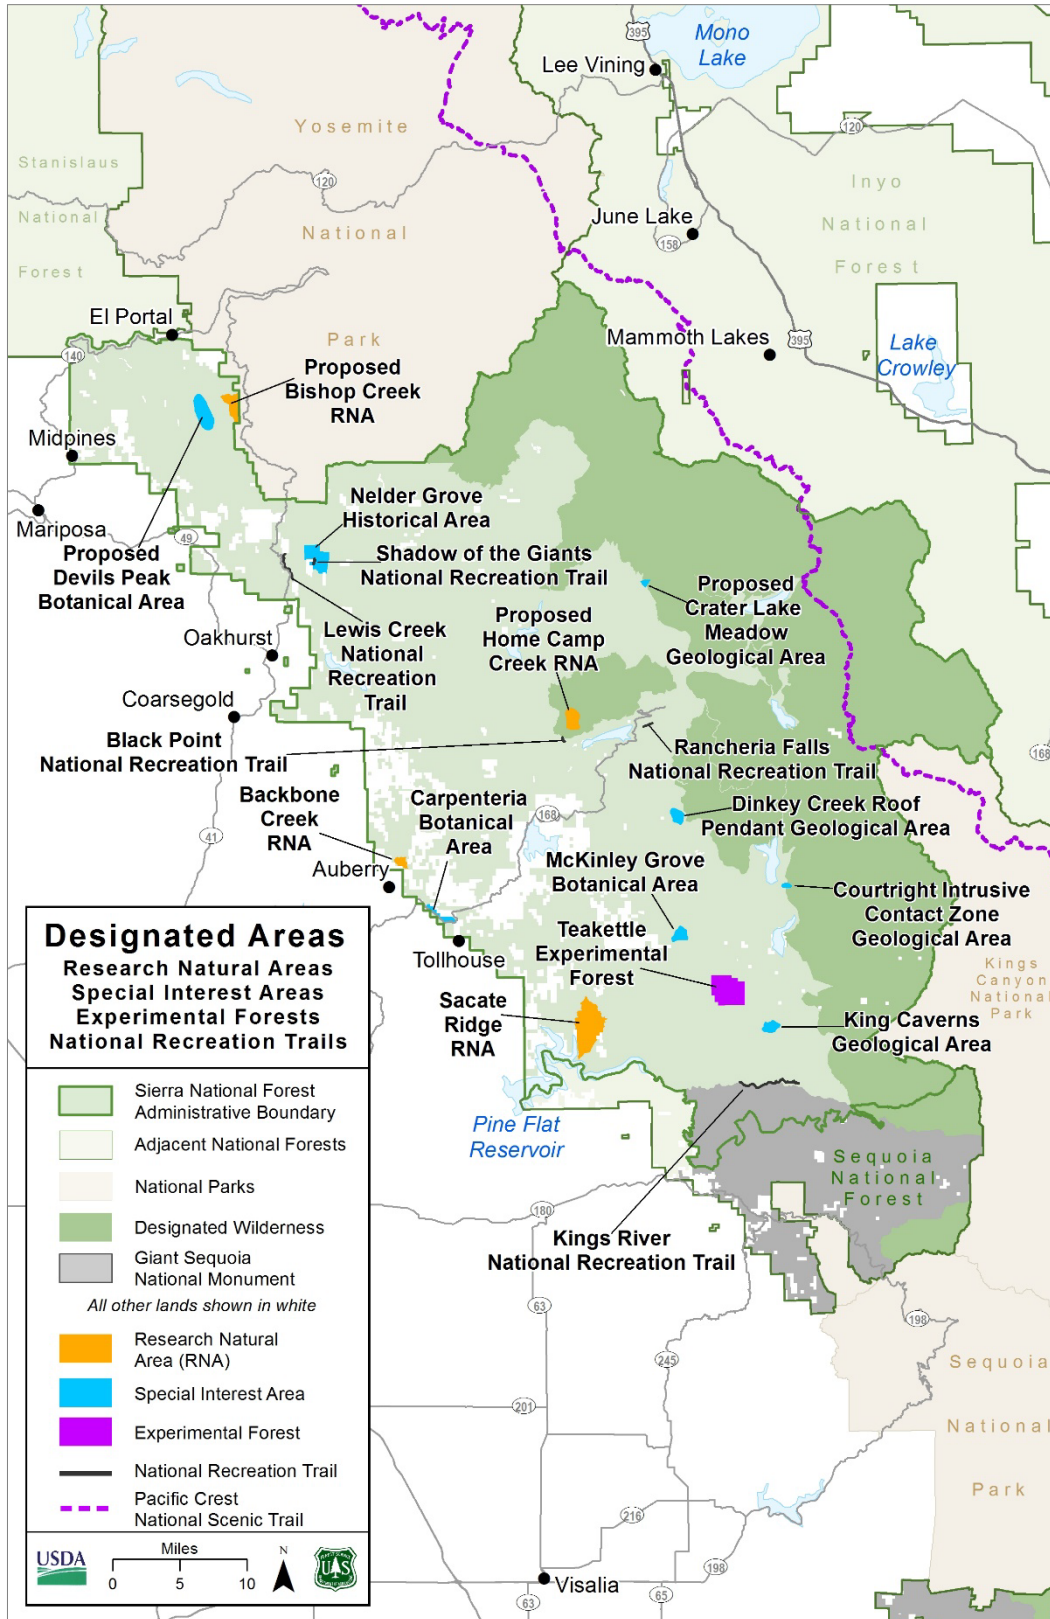 395
Mono
Lake
Lee Vining
Yosemite
120
120
Stanislaus
National
Forest
Inyo
National
Forest
June Lake
158
National
El Portal
Park
Mammoth Lakes
395
Lake
Crowley
140
Proposed
Bishop Creek
RNA
Midpines
Mariposa
49
Proposed
Devils Peak
Botanical Area
Nelder Grove
Historical Area
Shadow of the Giants
National Recreation Trail
Proposed
Crater Lake
Meadow
Geological Area
Proposed
Home Camp
Creek RNA
Lewis Creek
National
Recreation
Trail
Oakhurst
Coarsegold
Black Point
National Recreation Trail
Rancheria Falls
National Recreation Trail
168
Backbone
Creek
RNA
Carpenteria
Botanical
Area
168
Dinkey Creek Roof
Pendant Geological Area
41
Auberry
McKinley Grove
Botanical Area
Courtright Intrusive
Contact Zone
Geological Area
Teakettle
Experimental
Forest
Tollhouse
Kings
Canyon
National
Park
Sacate
Ridge
RNA
King Caverns
Geological Area
Pine Flat
Reservoir
Sequoia
National
Forest
180
Kings River
National Recreation Trail
63
198
245
Sequoia
National
Park
201
216
198
Visalia
63
65
Designated Areas
Research Natural Areas
Special Interest Areas
Experimental Forests
National Recreation Trails
Sierra National Forest
Administrative Boundary
Adjacent National Forests
National Parks
Designated Wilderness
Giant Sequoia
National Monument
All other lands shown in white
Research Natural
Area (RNA)
Special Interest Area
Experimental Forest
National Recreation Trail
Pacific Crest
National Scenic Trail
USDA
Miles
0 5 10
N
U S